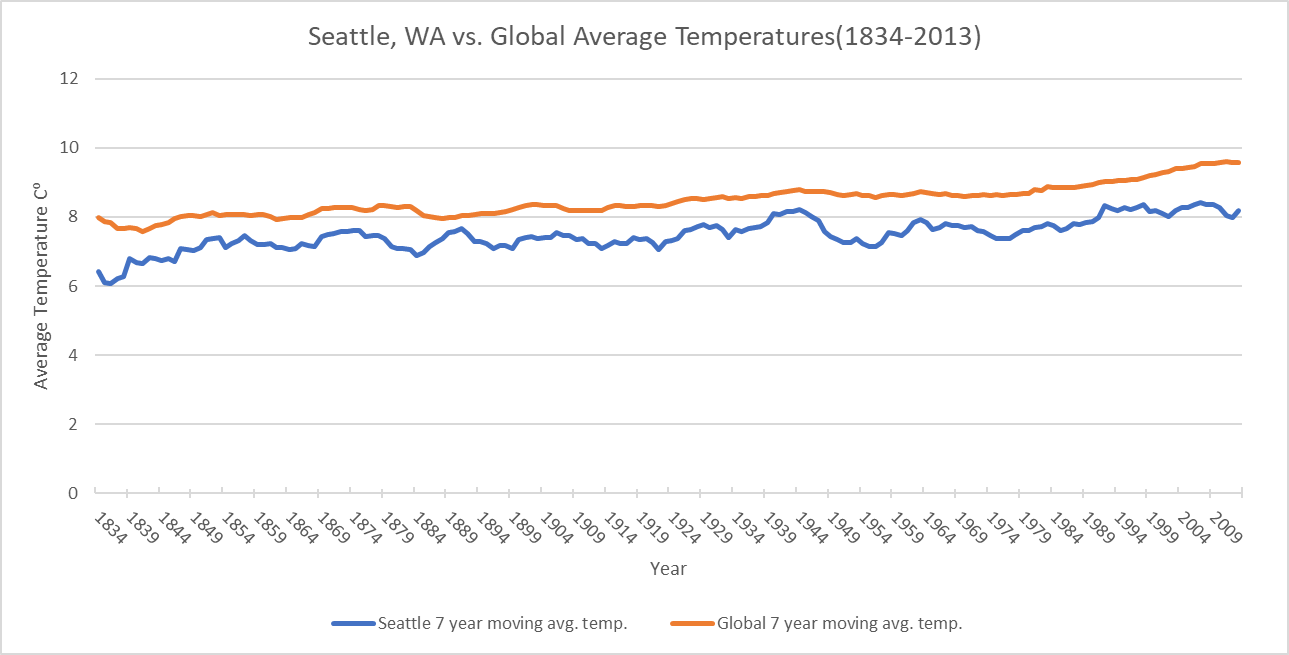 Seattle, WA vs. Global Average Temperatures(1834-2013)
12
10
8
6
4
2
0
Average Temperature Cº
1834 1839 1844 1849 1854 1859 1864 1869 1874 1879 1884 1889 1894 1899 1904 1909 1914 1919 1924 1929 1934 1939 1944 1949 1954 1959 1964 1969 1974 1979 1984 1989 1994 1999 2004 2009
Year
Seattle 7 year moving avg. temp. Global 7 year moving avg. temp.